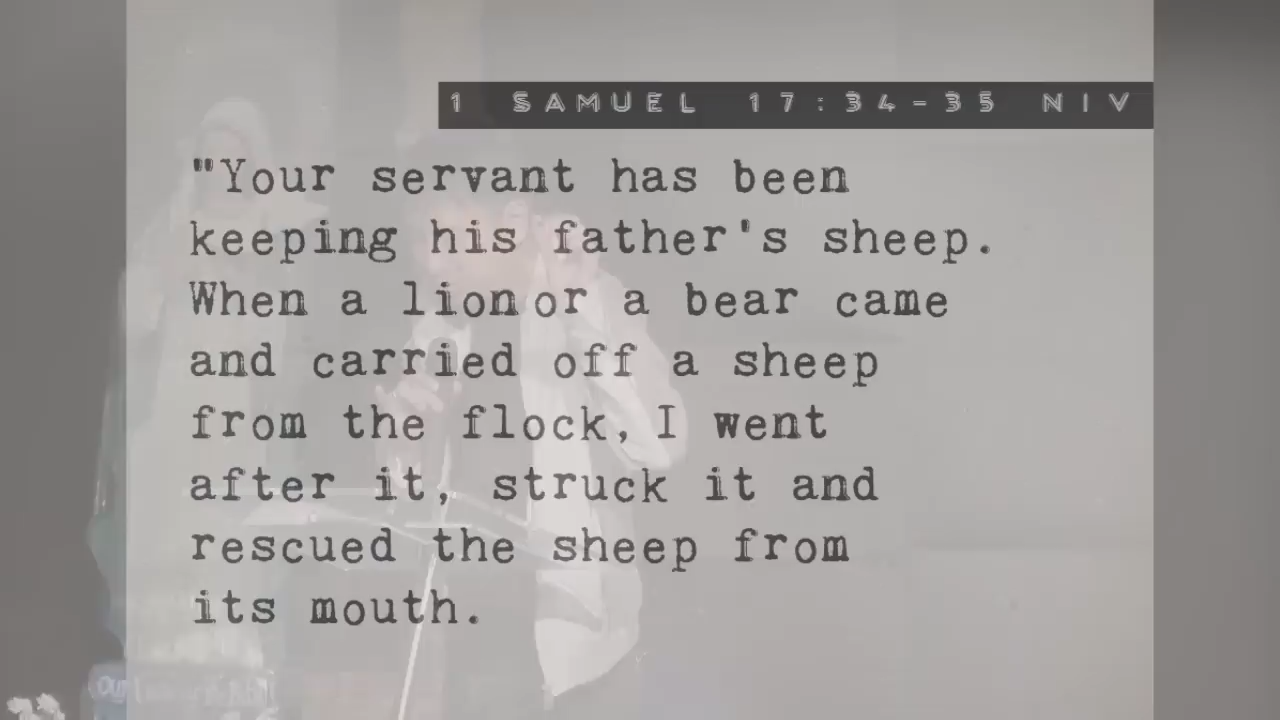 1 SAMUEL 17:34-35 NIV
"Your servant has been
keeping his father's sheep.
When a lion or a bear came
and carried off a sheep
from the flock, I went
after it, struck it and
rescued the sheep from
its mouth.